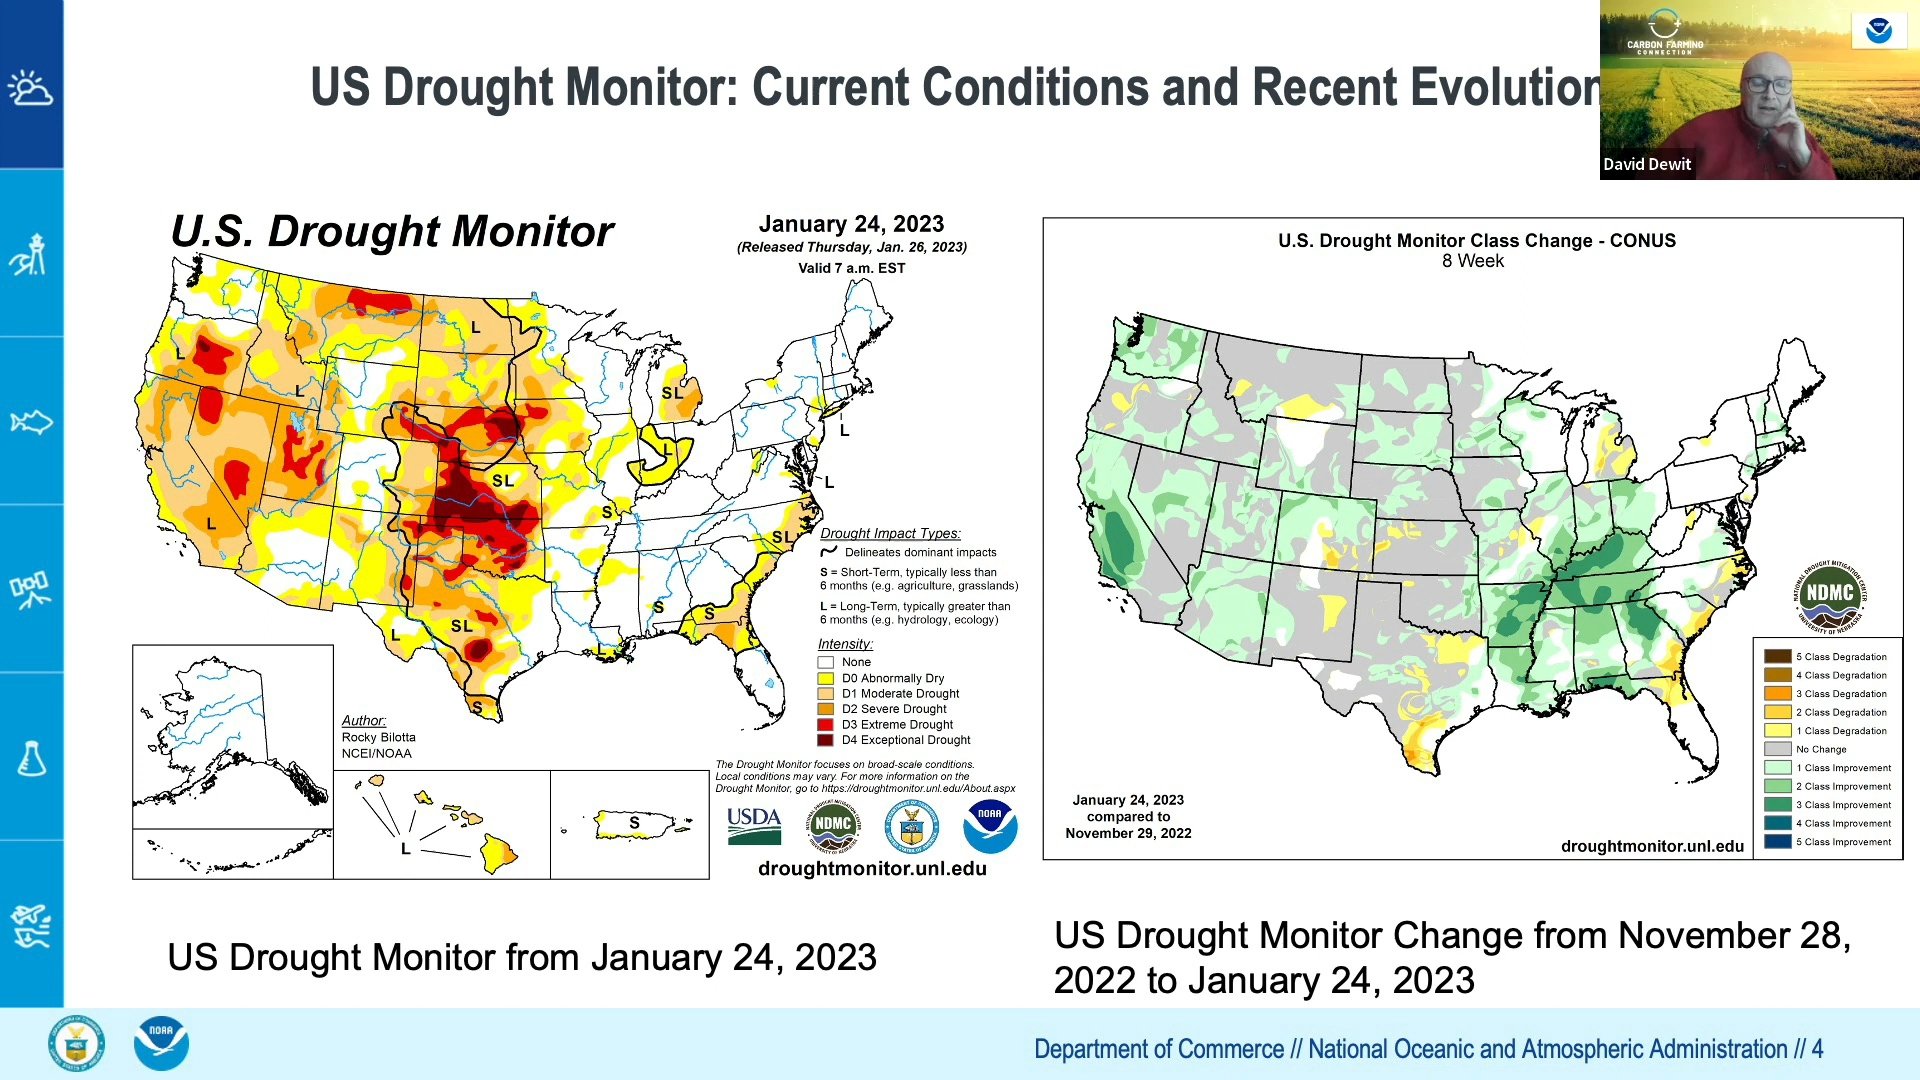 US Drought Monitor: Current Conditions and Recent Evolution
CARBON FARMING
CONNECTION
NOAA
David Dewit
U.S. Drought Monitor
January 24, 2023
(Released Thursday, Jan. 26, 2023)
Valid 7 a.m. EST
L
L
L
L
SL
SL
L
L
L
S
SL
S
S
L
SL
L
S
Drought Impact Types:
Delineates dominant impacts
S = Short-Term, typically less than
6 months (e.g. agriculture, grasslands)
L = Long-Term, typically greater than
6 months (e.g. hydrology, ecology)
Intensity:
None
D0 Abnormally Dry
D1 Moderate Drought
D2 Severe Drought
D3 Extreme Drought
D4 Exceptional Drought
Author:
Rocky Bilotta
NCEI/NOAA
L
S
The Drought Monitor focuses on broad-scale conditions.
Local conditions may vary. For more information on the
Drought Monitor, go to https://droughtmonitor.unl.edu/About.aspx
USDA
NDMC
NOAA
droughtmonitor.unl.edu
U.S. Drought Monitor Class Change - CONUS
8 Week
NATIONAL DROUGHT MITIGATION CENTER
NDMC
UNIVERSITY OF NEBRASKA
5 Class Degradation
4 Class Degradation
3 Class Degradation
2 Class Degradation
1 Class Degradation
No Change
1 Class Improvement
2 Class Improvement
3 Class Improvement
4 Class Improvement
5 Class Improvement
January 24, 2023
compared to
November 29, 2022
droughtmonitor.unl.edu
US Drought Monitor from January 24, 2023
US Drought Monitor Change from November 28,
2022 to January 24, 2023
NOAA
Department of Commerce // National Oceanic and Atmospheric Administration // 4